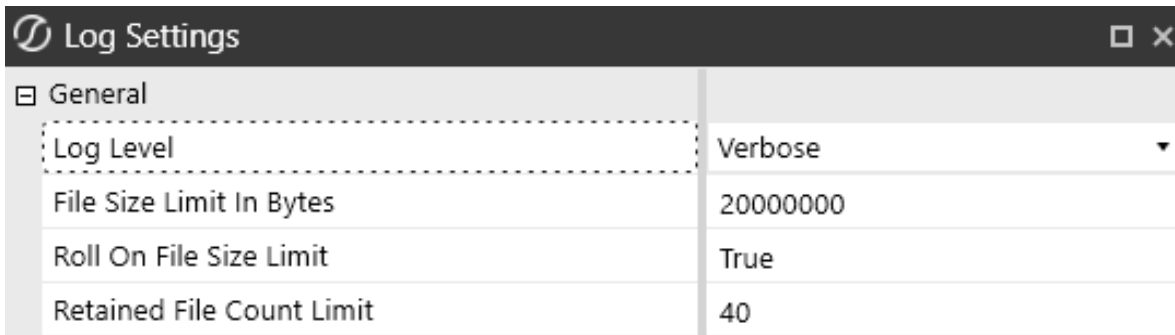 Log Settings
General
Log Level Verbose
File Size Limit In Bytes 20000000
Roll On File Size Limit True
Retained File Count Limit 40